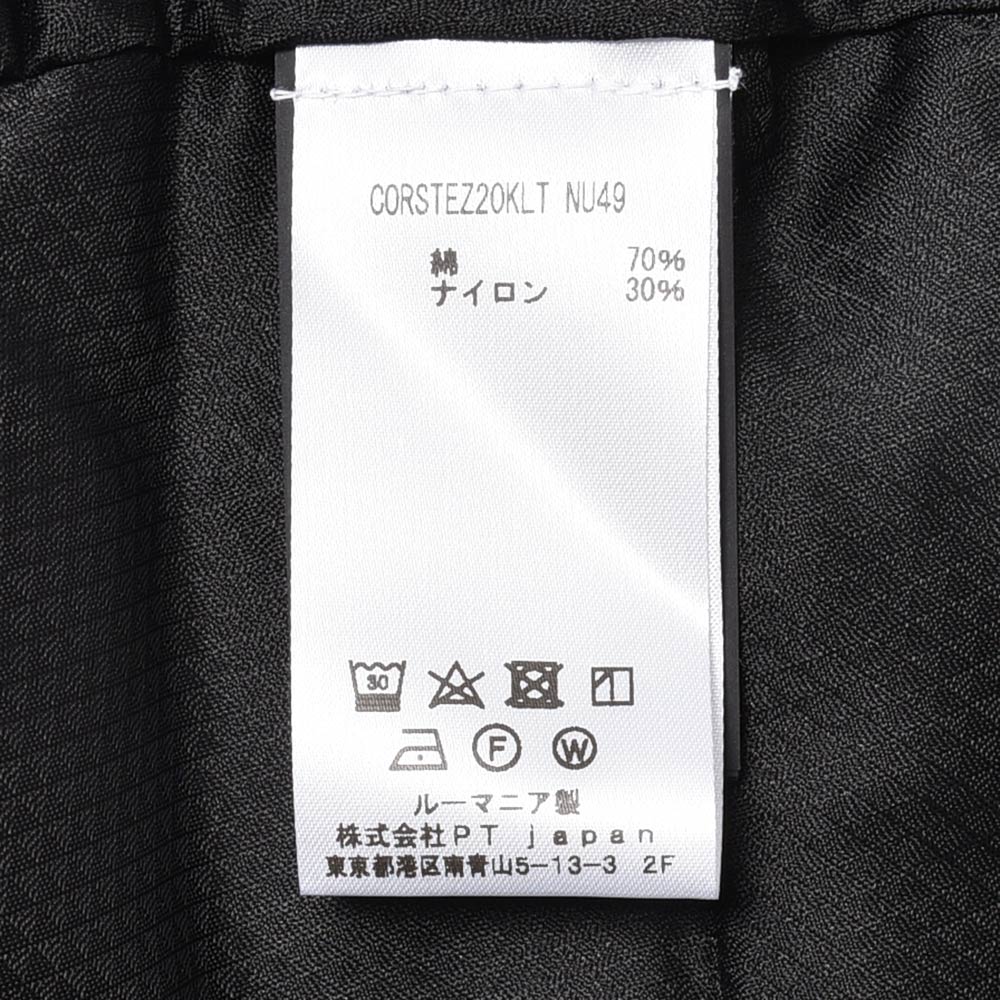 CORSTEZ20KLT NU49
綿 70%
ナイロン 30%
30
F W
ルーマニア製
株式会社PT japan
東京都港区南青山5-13-3 2F